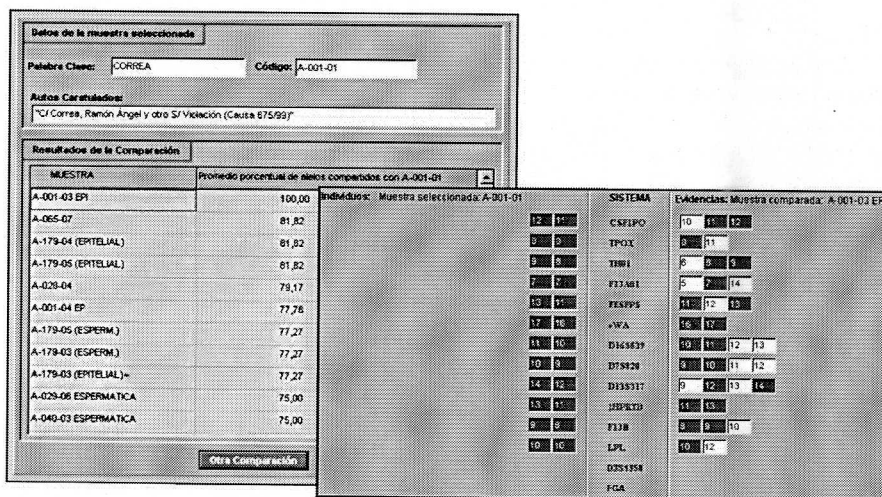 Datos de la muestra seleccionada
Palabra Clave: CORREA Código: A-001-01
Autos Caratulados:
"C/ Correa, Ramón Ángel y otro S/ Violación (Causa 675/99)"
Resultados de la Comparación
MUESTRA Promedio porcentual de alelos compartidos con A-001-01
A-001-03 EPI 100,00
A-065-07 81,82
A-179-04 (EPITELIAL) 81,82
A-179-05 (EPITELIAL) 81,82
A-028-04 79,17
A-001-04 EP 77,78
A-179-05 (ESPERM.) 77,27
A-179-03 (ESPERM.) 77,27
A-179-03 (EPITELIAL)= 77,27
A-029-06 ESPERMATICA 75,00
A-040-03 ESPERMATICA 75,00
Otra Comparación
Individuos: Muestra seleccionada: A-001-01 SISTEMA Evidencias: Muestra comparada: A-001-03 EP
12 11 CSF1PO 10 11 12
8 8 TPOX 8 11
9 8 TH01 6 8 9
7 7 F13A01 5 7 14
13 11 FESFPS 11 12 13
17 16 vWA 16 17
11 10 D16S539 10 11 12 13
10 9 D7S820 9 10 11 12
14 12 D13S317 9 12 13 14
13 11 HPRTB 11 13
9 8 F13B 8 9 10
10 10 LPL 10 12
D3S1358
FGA